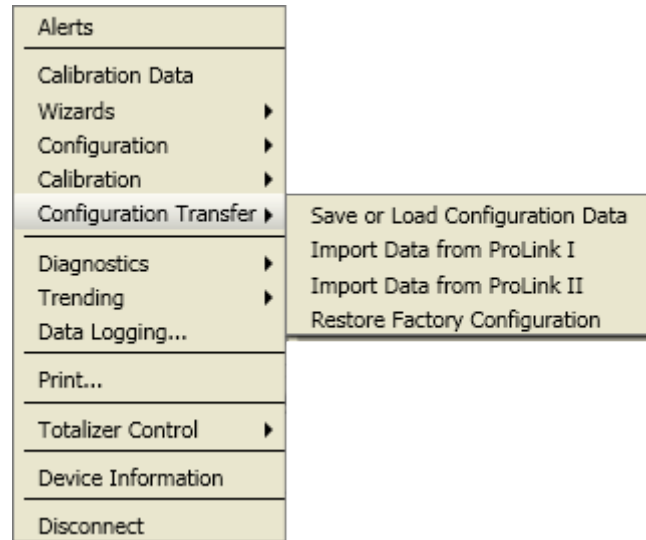 Alerts
Calibration Data
Wizards
Configuration
Calibration
Configuration Transfer
Save or Load Configuration Data
Import Data from ProLink I
Import Data from ProLink II
Restore Factory Configuration
Diagnostics
Trending
Data Logging...
Print...
Totalizer Control
Device Information
Disconnect